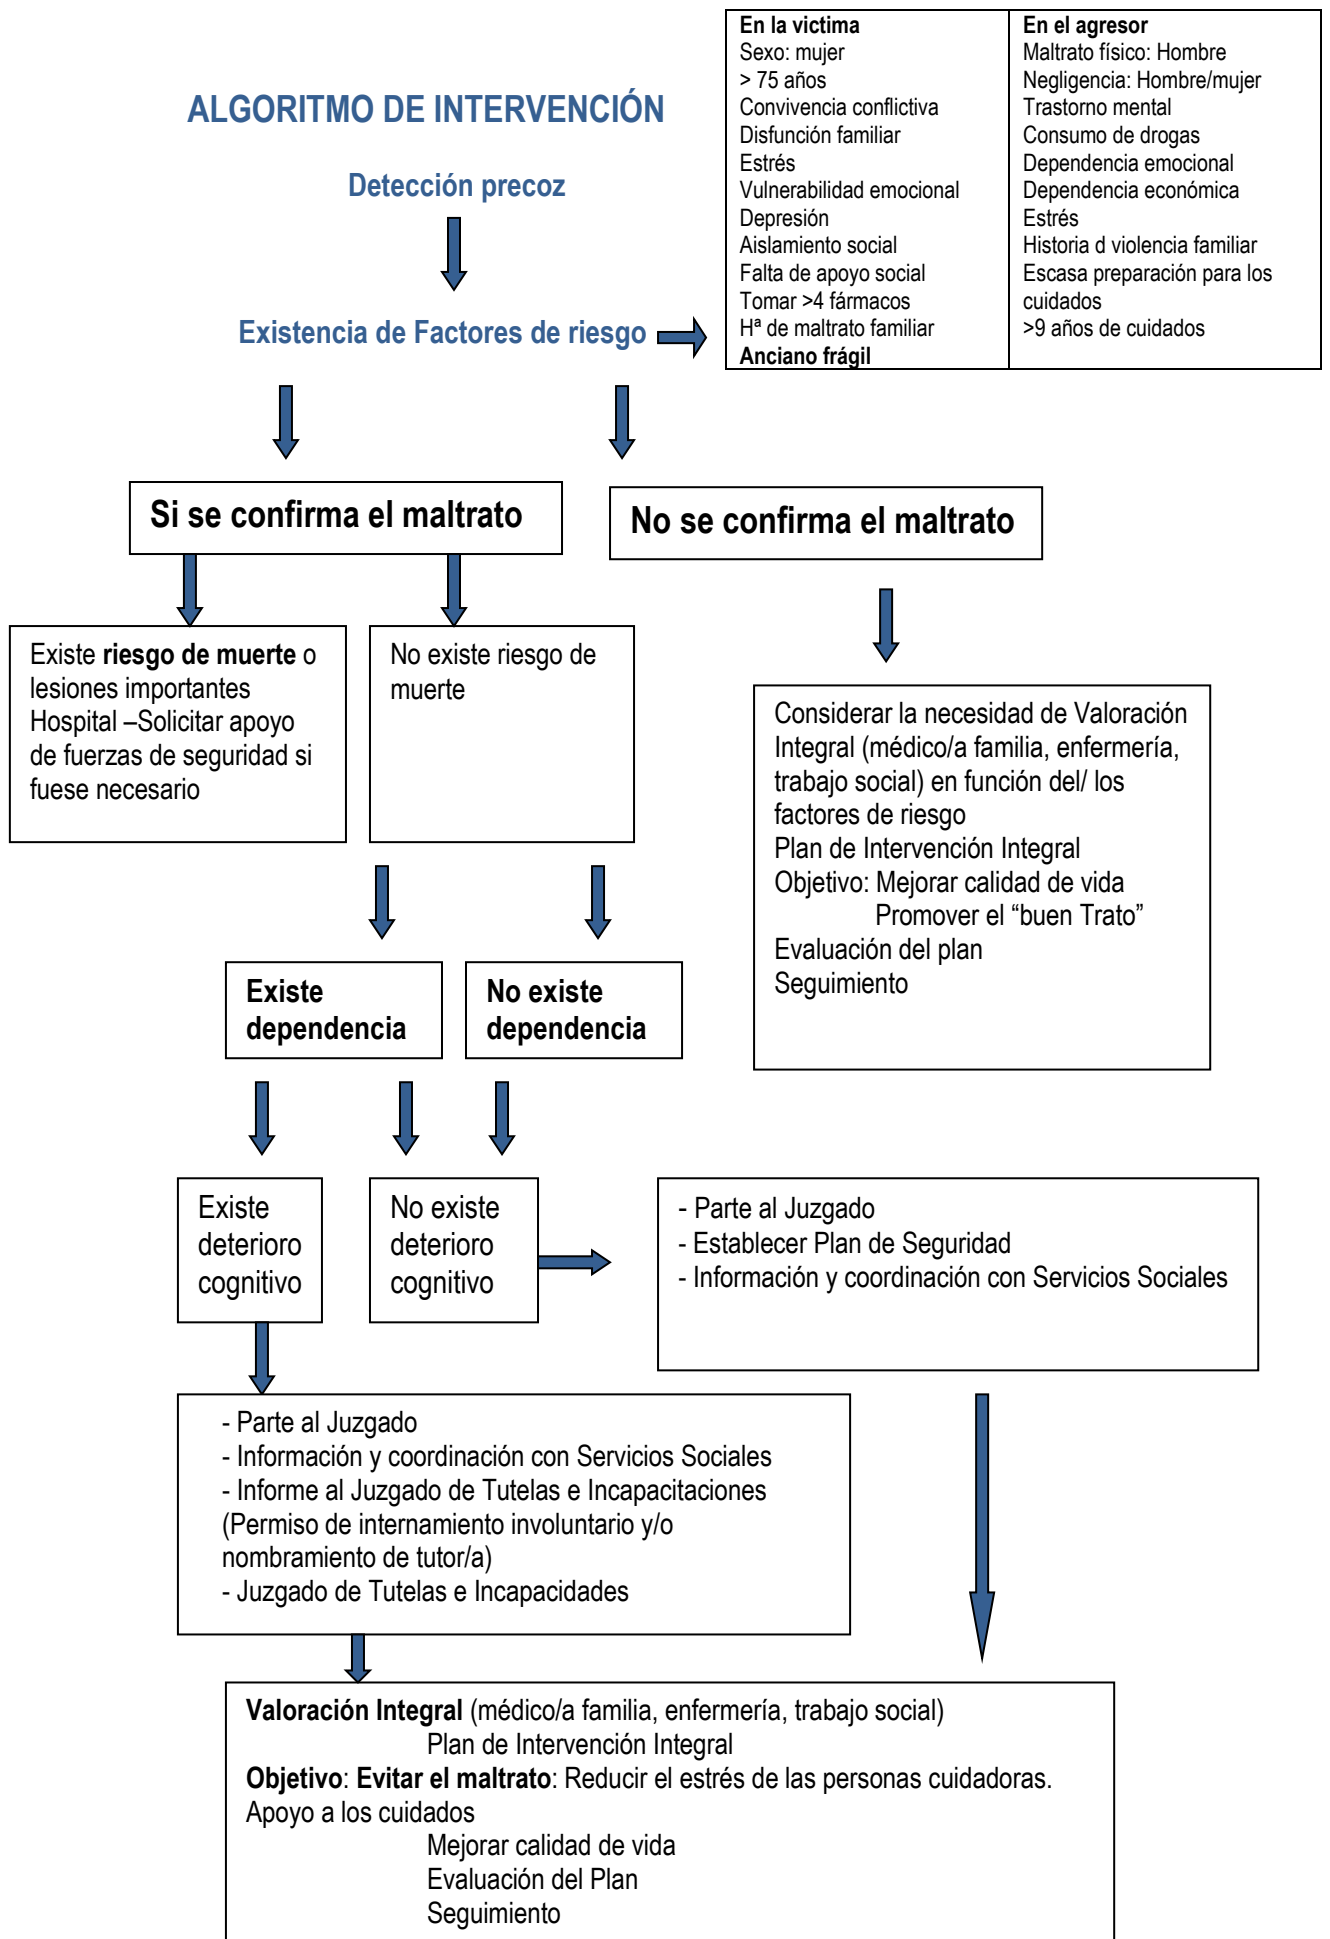 ALGORITMO DE INTERVENCIÓN
Detección precoz
Existencia de Factores de riesgo
En la victima
Sexo: mujer
> 75 años
Convivencia conflictiva
Disfunción familiar
Estrés
Vulnerabilidad emocional
Depresión
Aislamiento social
Falta de apoyo social
Tomar >4 fármacos
Hª de maltrato familiar
Anciano frágil
En el agresor
Maltrato físico: Hombre
Negligencia: Hombre/mujer
Trastorno mental
Consumo de drogas
Dependencia emocional
Dependencia económica
Estrés
Historia d violencia familiar
Escasa preparación para los
cuidados
>9 años de cuidados
Si se confirma el maltrato
No se confirma el maltrato
Existe riesgo de muerte o
lesiones importantes
Hospital –Solicitar apoyo
de fuerzas de seguridad si
fuese necesario
No existe riesgo de
muerte
Considerar la necesidad de Valoración
Integral (médico/a familia, enfermería,
trabajo social) en función del/ los
factores de riesgo
Plan de Intervención Integral
Objetivo: Mejorar calidad de vida
Promover el “buen Trato”
Evaluación del plan
Seguimiento
Existe
dependencia
No existe
dependencia
Existe
deterioro
cognitivo
No existe
deterioro
cognitivo
- Parte al Juzgado
- Establecer Plan de Seguridad
- Información y coordinación con Servicios Sociales
- Parte al Juzgado
- Información y coordinación con Servicios Sociales
- Informe al Juzgado de Tutelas e Incapacitaciones
(Permiso de internamiento involuntario y/o
nombramiento de tutor/a)
- Juzgado de Tutelas e Incapacidades
Valoración Integral (médico/a familia, enfermería, trabajo social)
Plan de Intervención Integral
Objetivo: Evitar el maltrato: Reducir el estrés de las personas cuidadoras.
Apoyo a los cuidados
Mejorar calidad de vida
Evaluación del Plan
Seguimiento